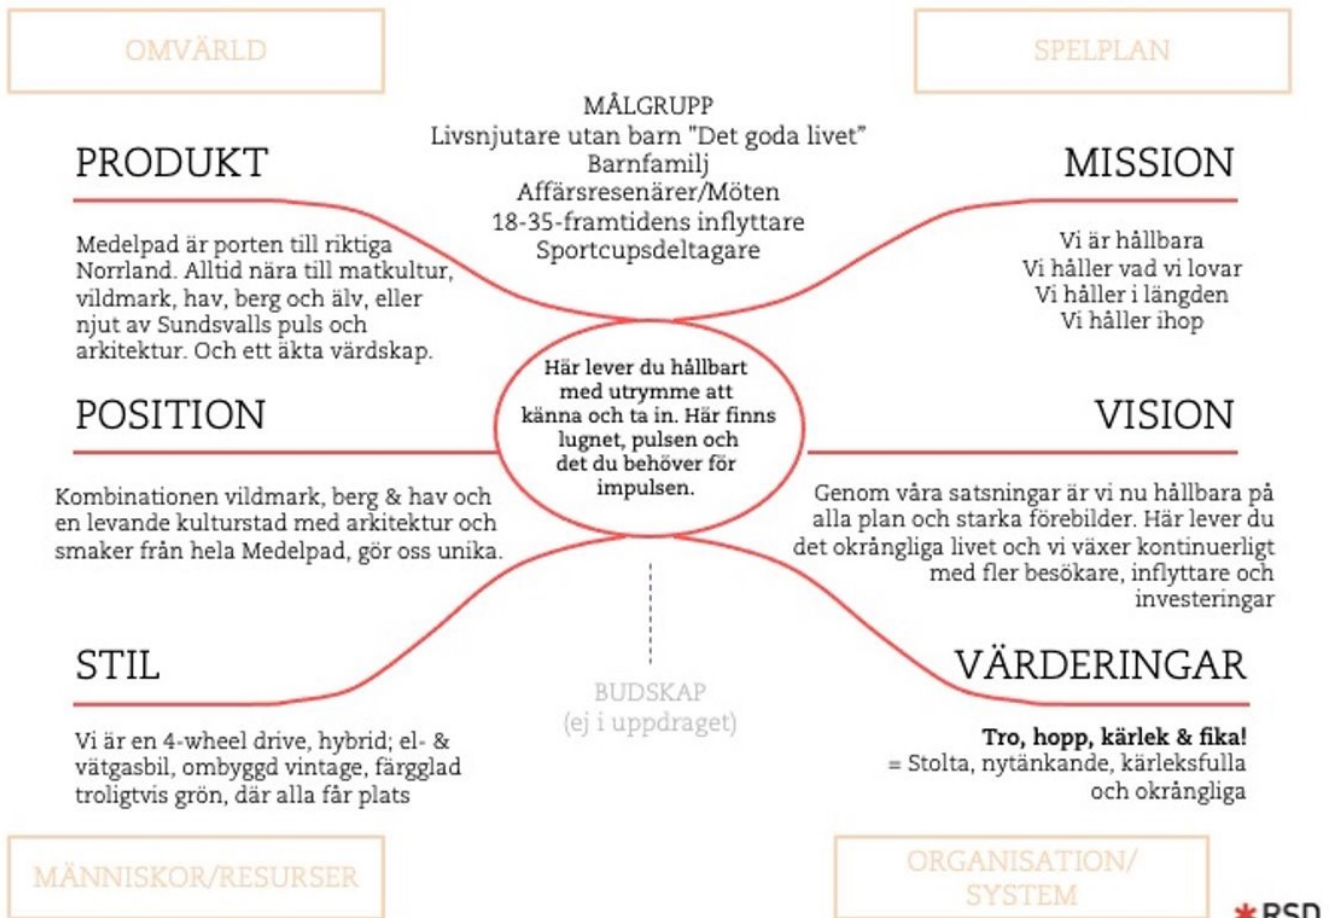 OMVÄRLD
SPELPLAN
MÅLGRUPP
Livsnjutare utan barn "Det goda livet”
Barnfamilj
Affärsresenärer/Möten
18-35-framtidens inflyttare
Sportcupsdeltagare
PRODUKT
Medelpad är porten till riktiga
Norrland. Alltid nära till matkultur,
vildmark, hav, berg och älv, eller
njut av Sundsvalls puls och
arkitektur. Och ett äkta värdskap.
MISSION
Vi är hållbara
Vi håller vad vi lovar
Vi håller i längden
Vi håller ihop
Här lever du hållbart
med utrymme att
känna och ta in. Här finns
lugnet, pulsen och
det du behöver för
impulsen.
POSITION
Kombinationen vildmark, berg & hav och
en levande kulturstad med arkitektur och
smaker från hela Medelpad, gör oss unika.
VISION
Genom våra satsningar är vi nu hållbara på
alla plan och starka förebilder. Här lever du
det okrångliga livet och vi växer kontinuerligt
med fler besökare, inflyttare och
investeringar
STIL
Vi är en 4-wheel drive, hybrid; el- &
vätgasbil, ombyggd vintage, färgglad
troligtvis grön, där alla får plats
BUDSKAP
(ej i uppdraget)
VÄRDERINGAR
Tro, hopp, kärlek & fika!
= Stolta, nytänkande, kärleksfulla
och okrångliga
MÄNNISKOR/RESURSER
ORGANISATION/
SYSTEM
RSD